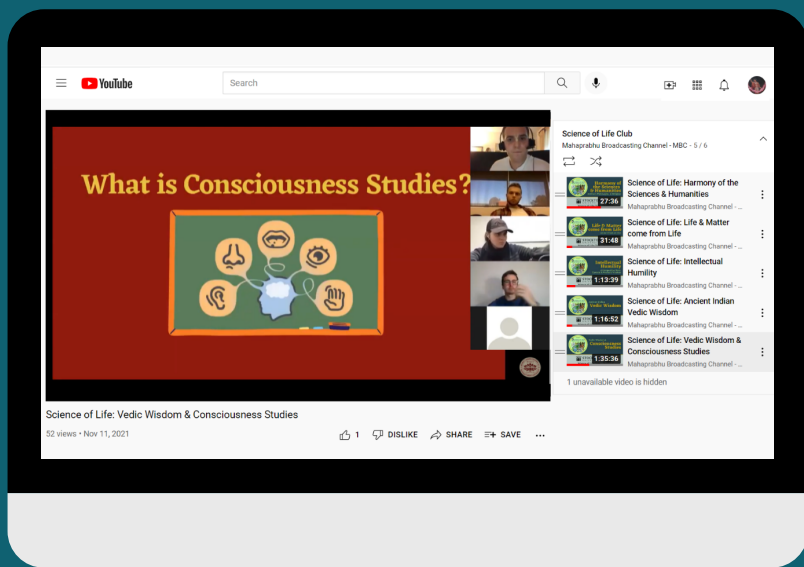 YouTube
Search
What is Consciousness Studies?
Science of Life Club
Mahaprabhu Broadcasting Channel - MBC - 5 / 6
27:36
Science of Life: Harmony of the
Sciences & Humanities
Mahaprabhu Broadcasting Channel - ...
31:48
Science of Life: Life & Matter
come from Life
Mahaprabhu Broadcasting Channel - ...
1:13:39
Science of Life: Intellectual
Humility
Mahaprabhu Broadcasting Channel - ...
1:16:52
Science of Life: Ancient Indian
Vedic Wisdom
Mahaprabhu Broadcasting Channel - ...
1:35:36
Science of Life: Vedic Wisdom &
Consciousness Studies
Mahaprabhu Broadcasting Channel - ...
1 unavailable video is hidden
Science of Life: Vedic Wisdom & Consciousness Studies
52 views • Nov 11, 2021
1 DISLIKE SHARE SAVE ...